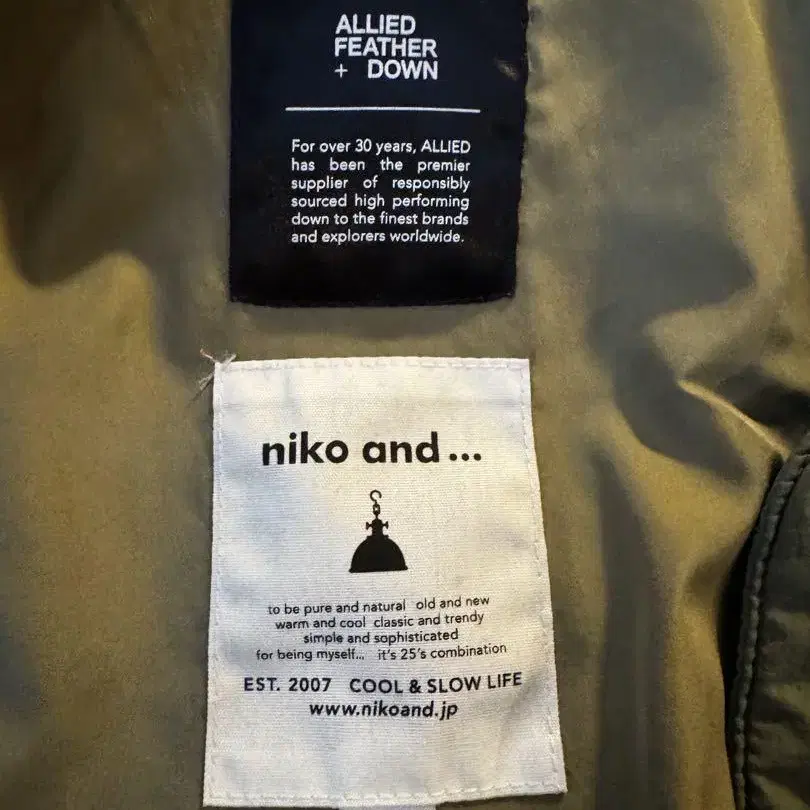 ALLIED
FEATHER
+ DOWN
For over 30 years, ALLIED
has been the premier
supplier of responsibly
sourced high performing
down to the finest brands
and explorers worldwide.
niko and...
to be pure and natural old and new
warm and cool classic and trendy
simple and sophisticated
for being myself... it's 25's combination
EST. 2007 COOL & SLOW LIFE
www.nikoand.jp